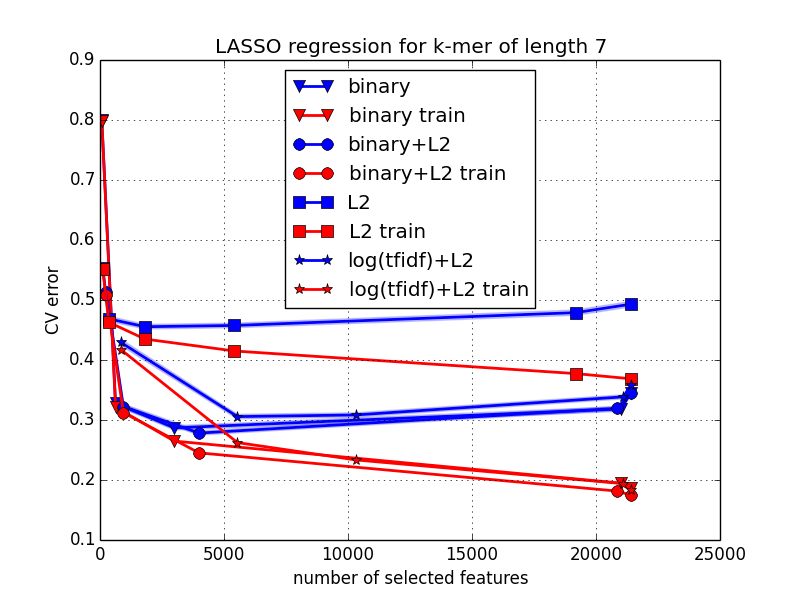 LASSO regression for k-mer of length 7
0.9
0.8
0.7
0.6
0.5
0.4
0.3
0.2
0.1
CV error
binary
binary train
binary+L2
binary+L2 train
L2
L2 train
log(tfidf)+L2
log(tfidf)+L2 train
0 5000 10000 15000 20000 25000
number of selected features